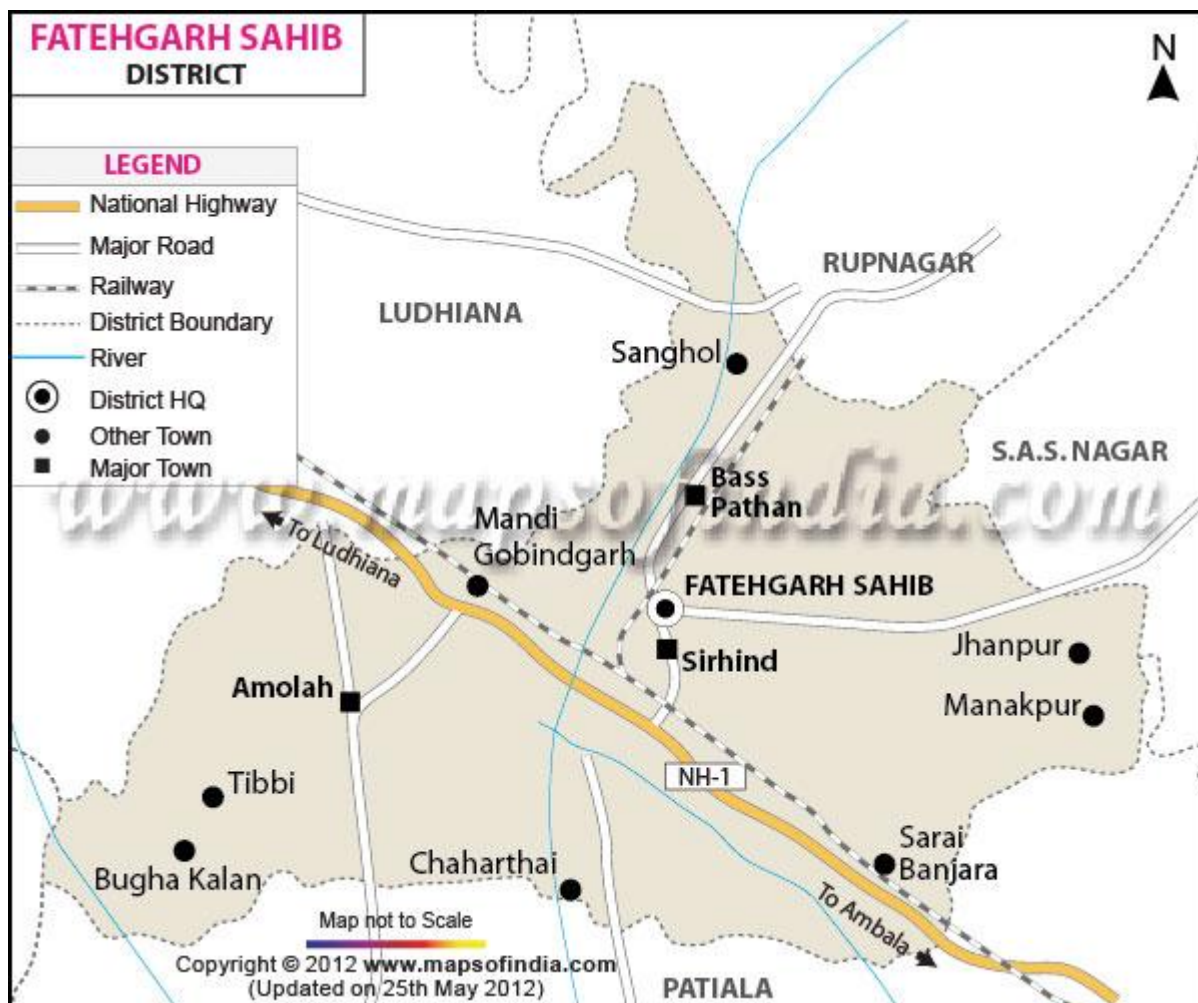 FATEHGARH SAHIB
DISTRICT
N
LEGEND
National Highway
Major Road
Railway
District Boundary
River
District HQ
Other Town
Major Town
LUDHIANA
RUPNAGAR
Sanghol
S.A.S. NAGAR
www.mapsofindia.com
Bass
Pathan
Mandi
Gobindgarh
To Ludhiana
FATEHGARH SAHIB
Jhanpur
Sirhind
Amolah
Manakpur
NH-1
Tibbi
Bugha Kalan
Chaharthai
Sarai
Banjara
To Ambala
Map not to Scale
Copyright © 2012 www.mapsofindia.com
(Updated on 25th May 2012)
PATIALA